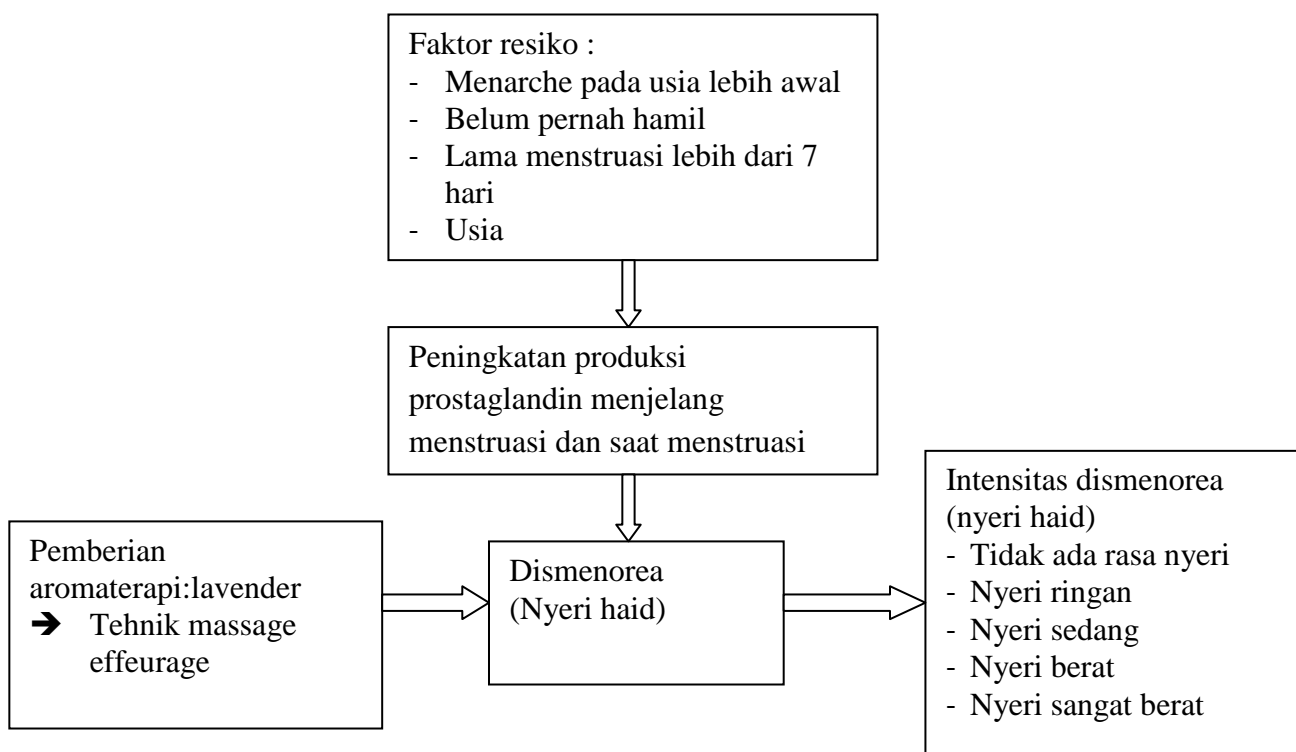 Faktor resiko :
- Menarche pada usia lebih awal
- Belum pernah hamil
- Lama menstruasi lebih dari 7
hari
- Usia
Peningkatan produksi
prostaglandin menjelang
menstruasi dan saat menstruasi
Pemberian
aromaterapi:lavender
➔ Tehnik massage
effeurage
Dismenorea
(Nyeri haid)
Intensitas dismenorea
(nyeri haid)
- Tidak ada rasa nyeri
- Nyeri ringan
- Nyeri sedang
- Nyeri berat
- Nyeri sangat berat